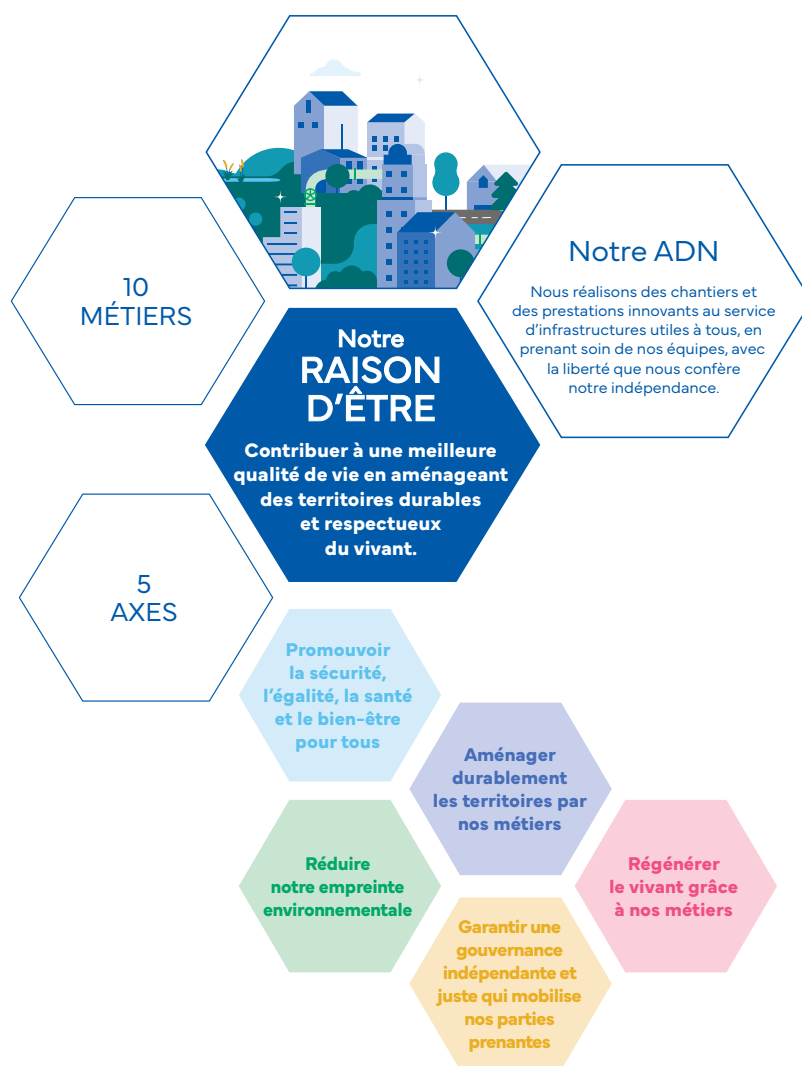 10
MÉTIERS
Notre ADN
Nous réalisons des chantiers et
des prestations innovants au service
d'infrastructures utiles à tous, en
prenant soin de nos équipes, avec
la liberté que nous confère
notre indépendance.
Notre
RAISON
D'ÊTRE
Contribuer à une meilleure
qualité de vie en aménageant
des territoires durables
et respectueux
du vivant.
5
AXES
Promouvoir
la sécurité,
l'égalité, la santé
et le bien-être
pour tous
Aménager
durablement
les territoires par
nos métiers
Réduire
notre empreinte
environnementale
Régénérer
le vivant grâce
à nos métiers
Garantir une
gouvernance
indépendante et
juste qui mobilise
nos parties
prenantes